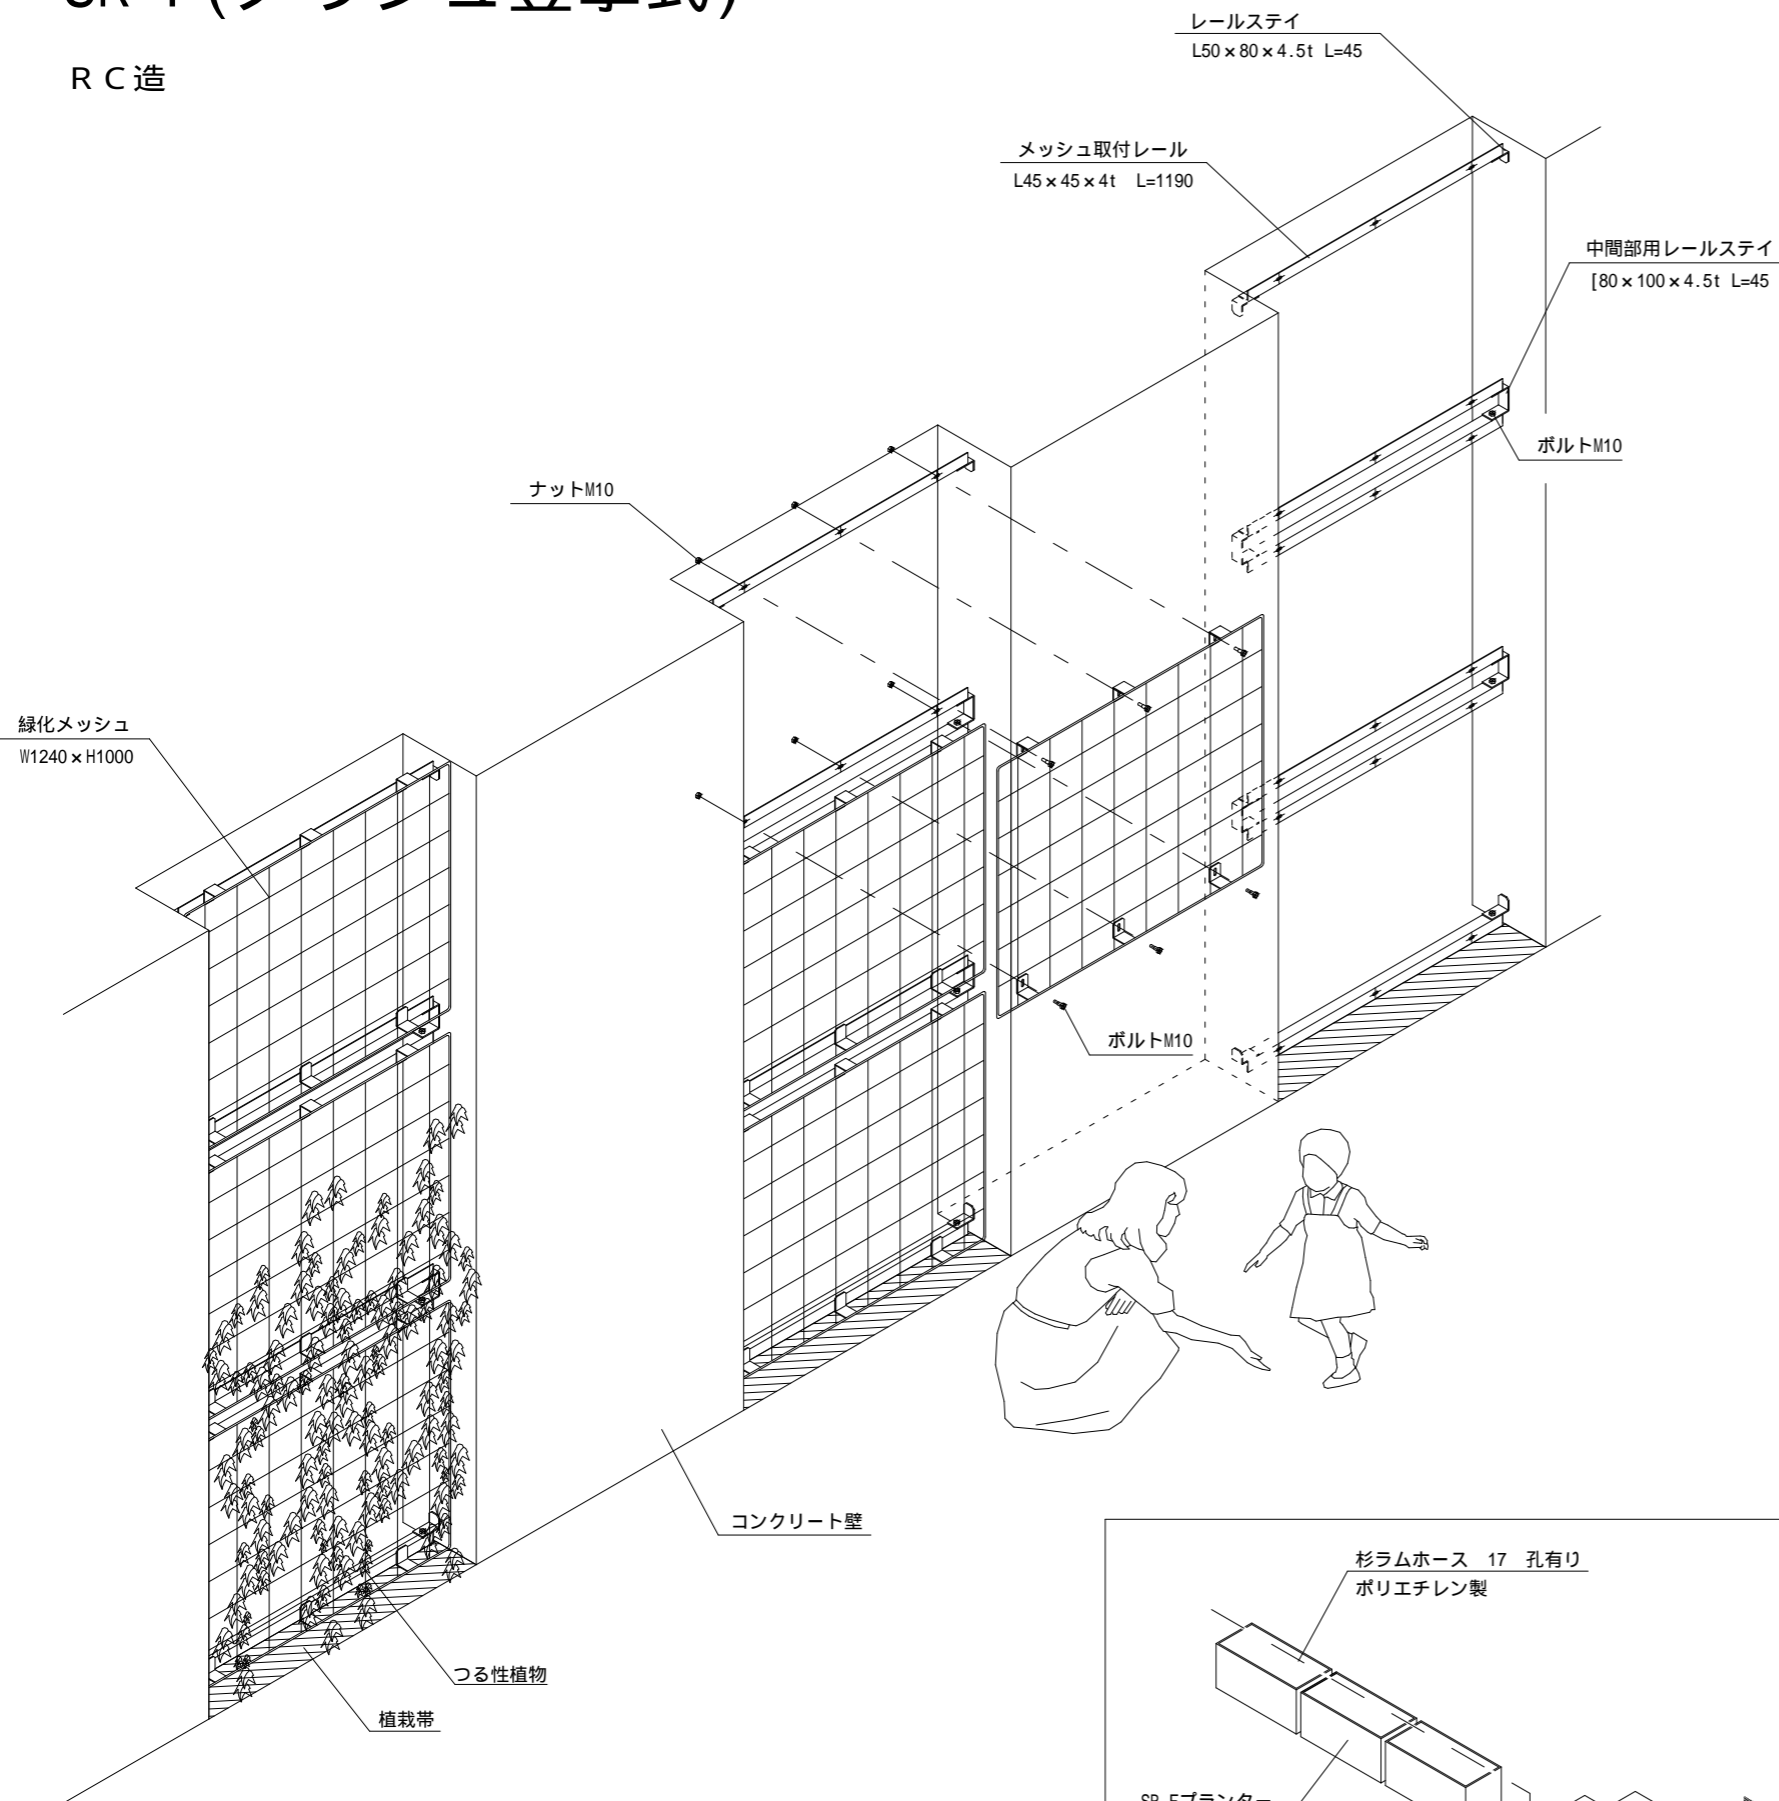 ＲＣ造
レールステイ
L50×80×4.5t L=45
メッシュ取付レール
L45×45×4t L=1190
中間部用レールステイ
[80×100×4.5t L=45
ボルトM10
ナットM10
緑化メッシュ
W1240×H1000
ボルトM10
コンクリート壁
杉ラムホース 17 孔有り
ポリエチレン製
つる性植物
植栽帯